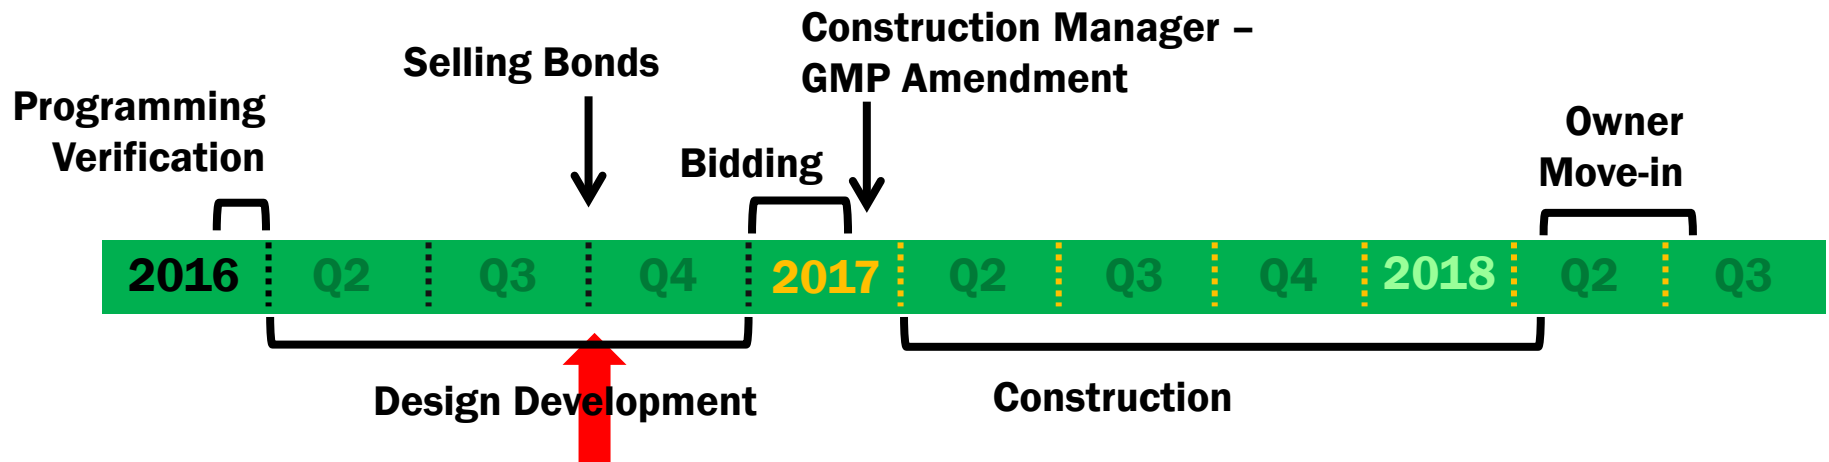 Construction Manager –
GMP Amendment
Selling Bonds
Programming
Verification
Owner
Move-in
Bidding
2016 Q2 Q3 Q4 2017 Q2 Q3 Q4 2018 Q2 Q3
Design Development
Construction